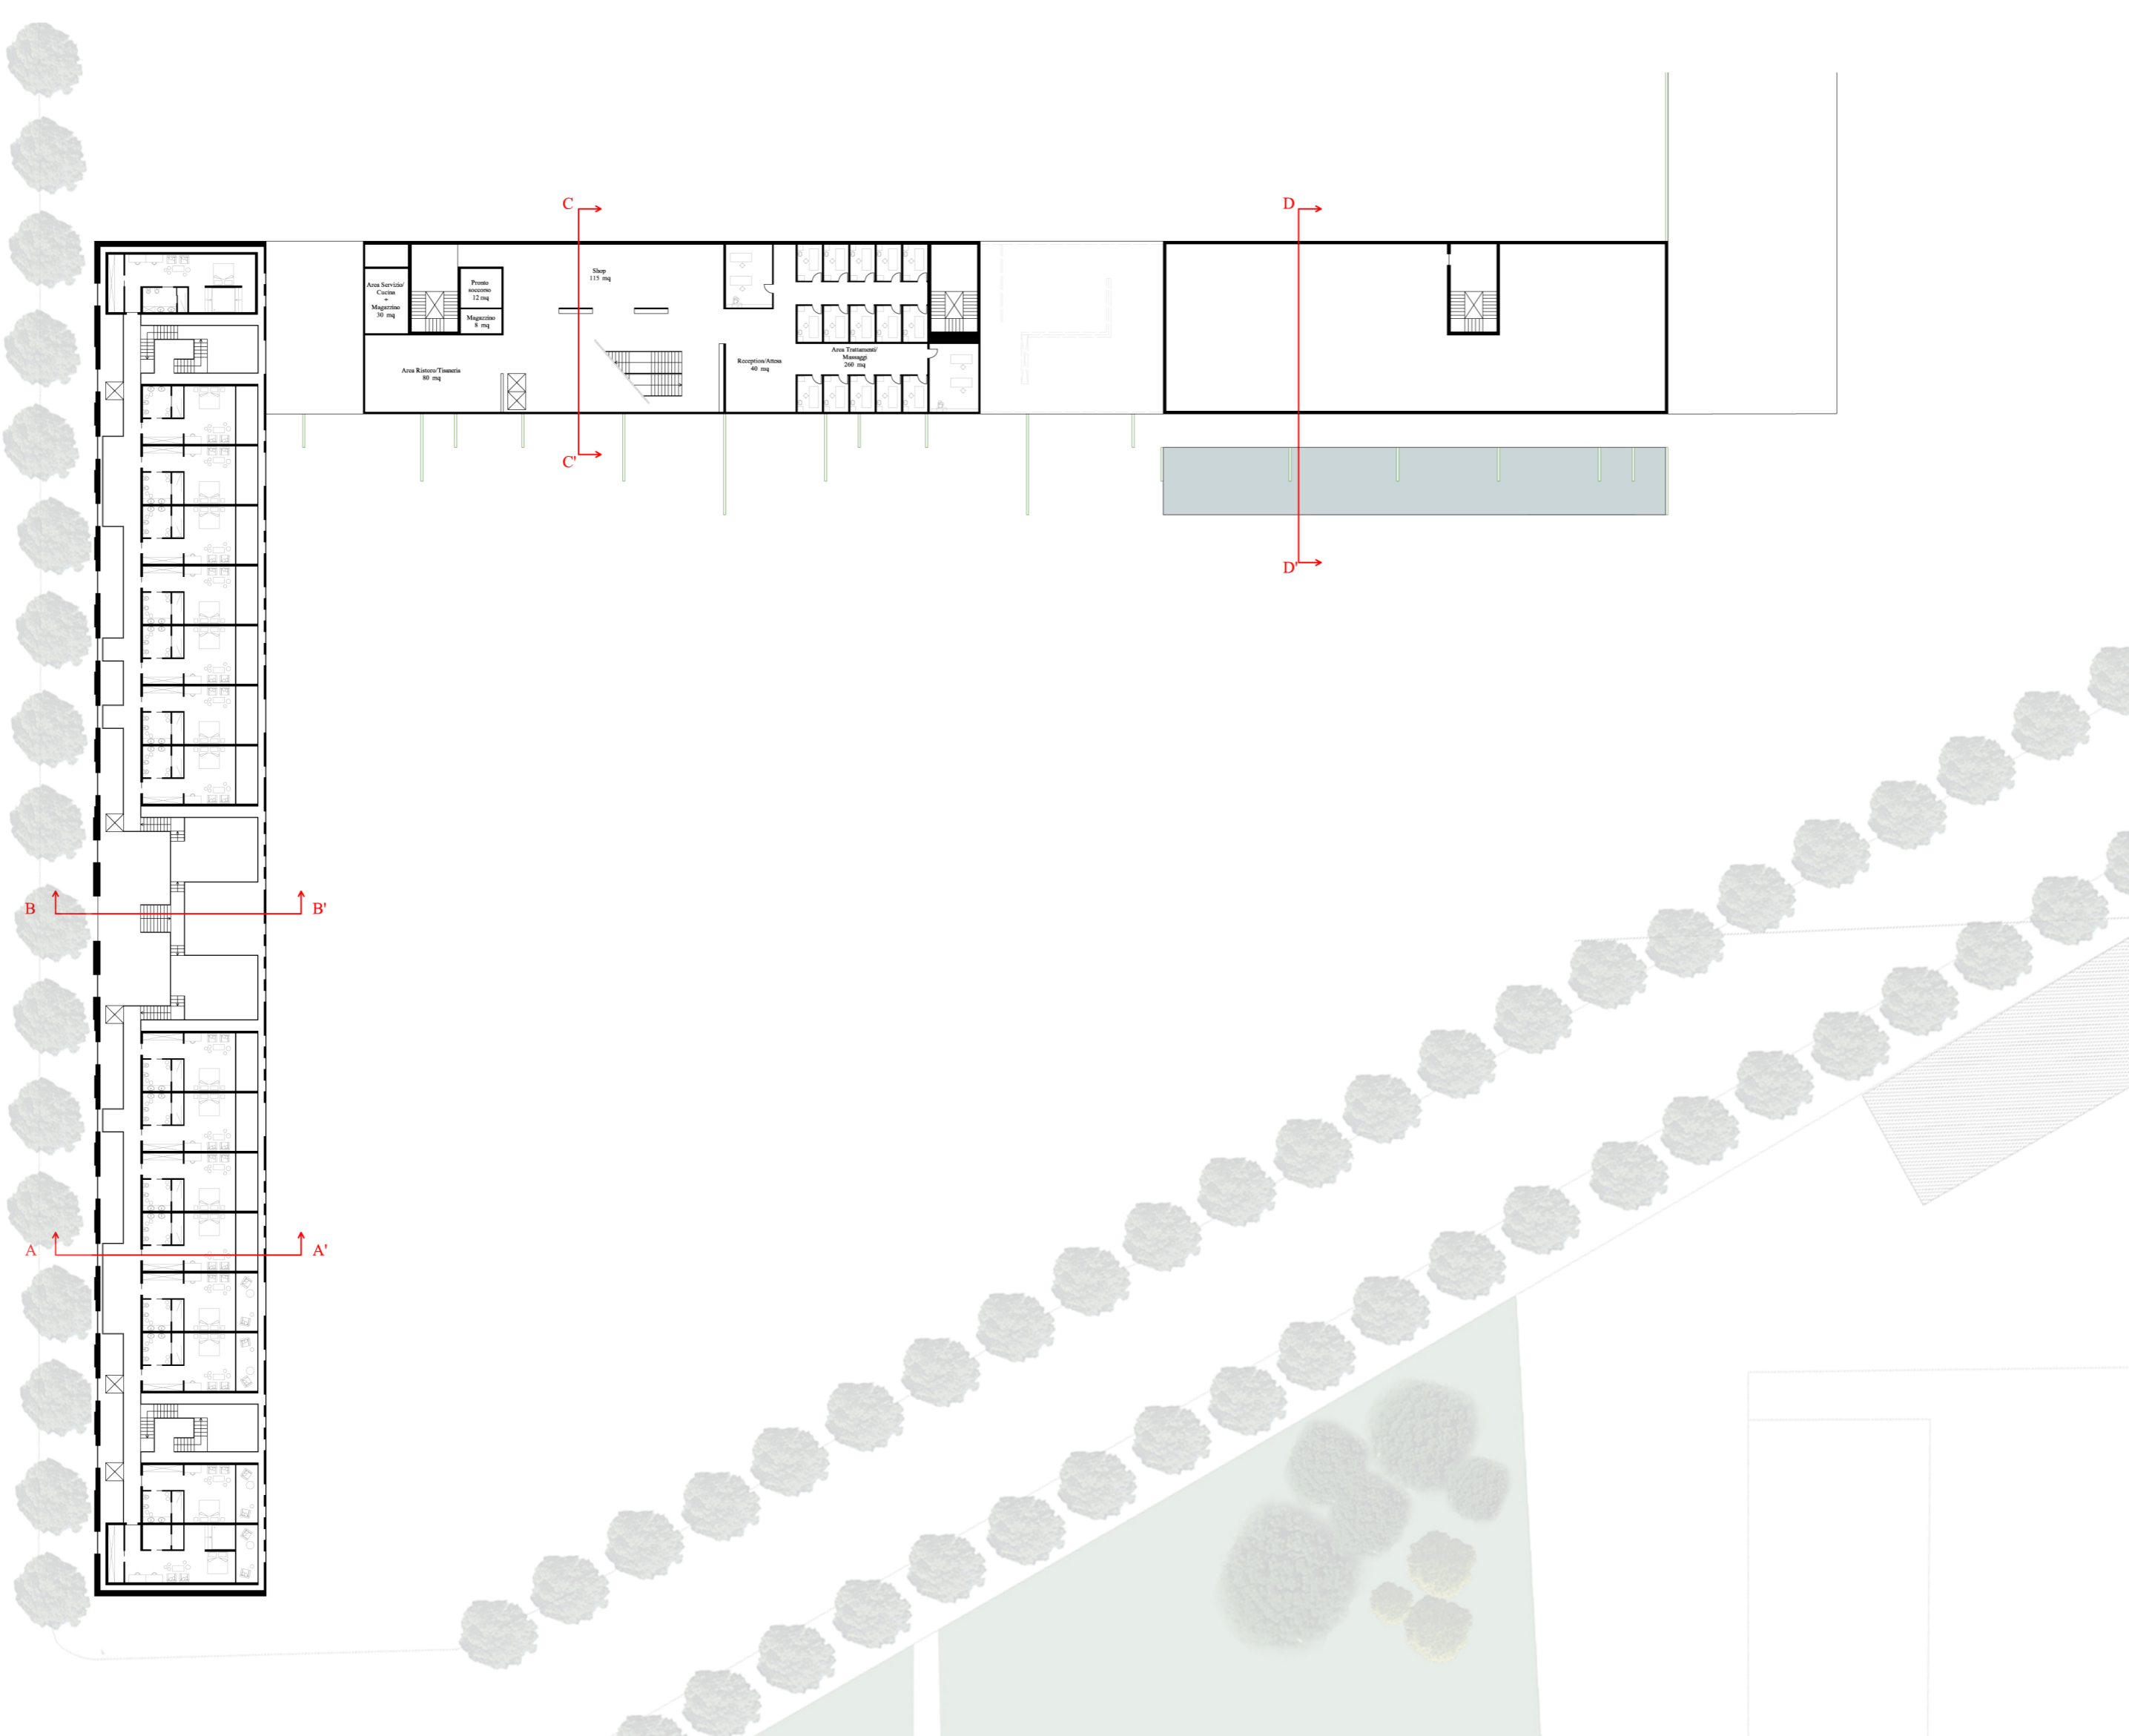 C
D
Shop
115 mq
Area Servizio/
Cucina
+
Magazzino
30 mq
Pronto
soccorso
12 mq
Magazzino
8 mq
Area Ristoro/Tisaneria
80 mq
Reception/Attesa
40 mq
Area Trattamenti/
Massaggi
260 mq
C'
D'
B
B'
A
A'